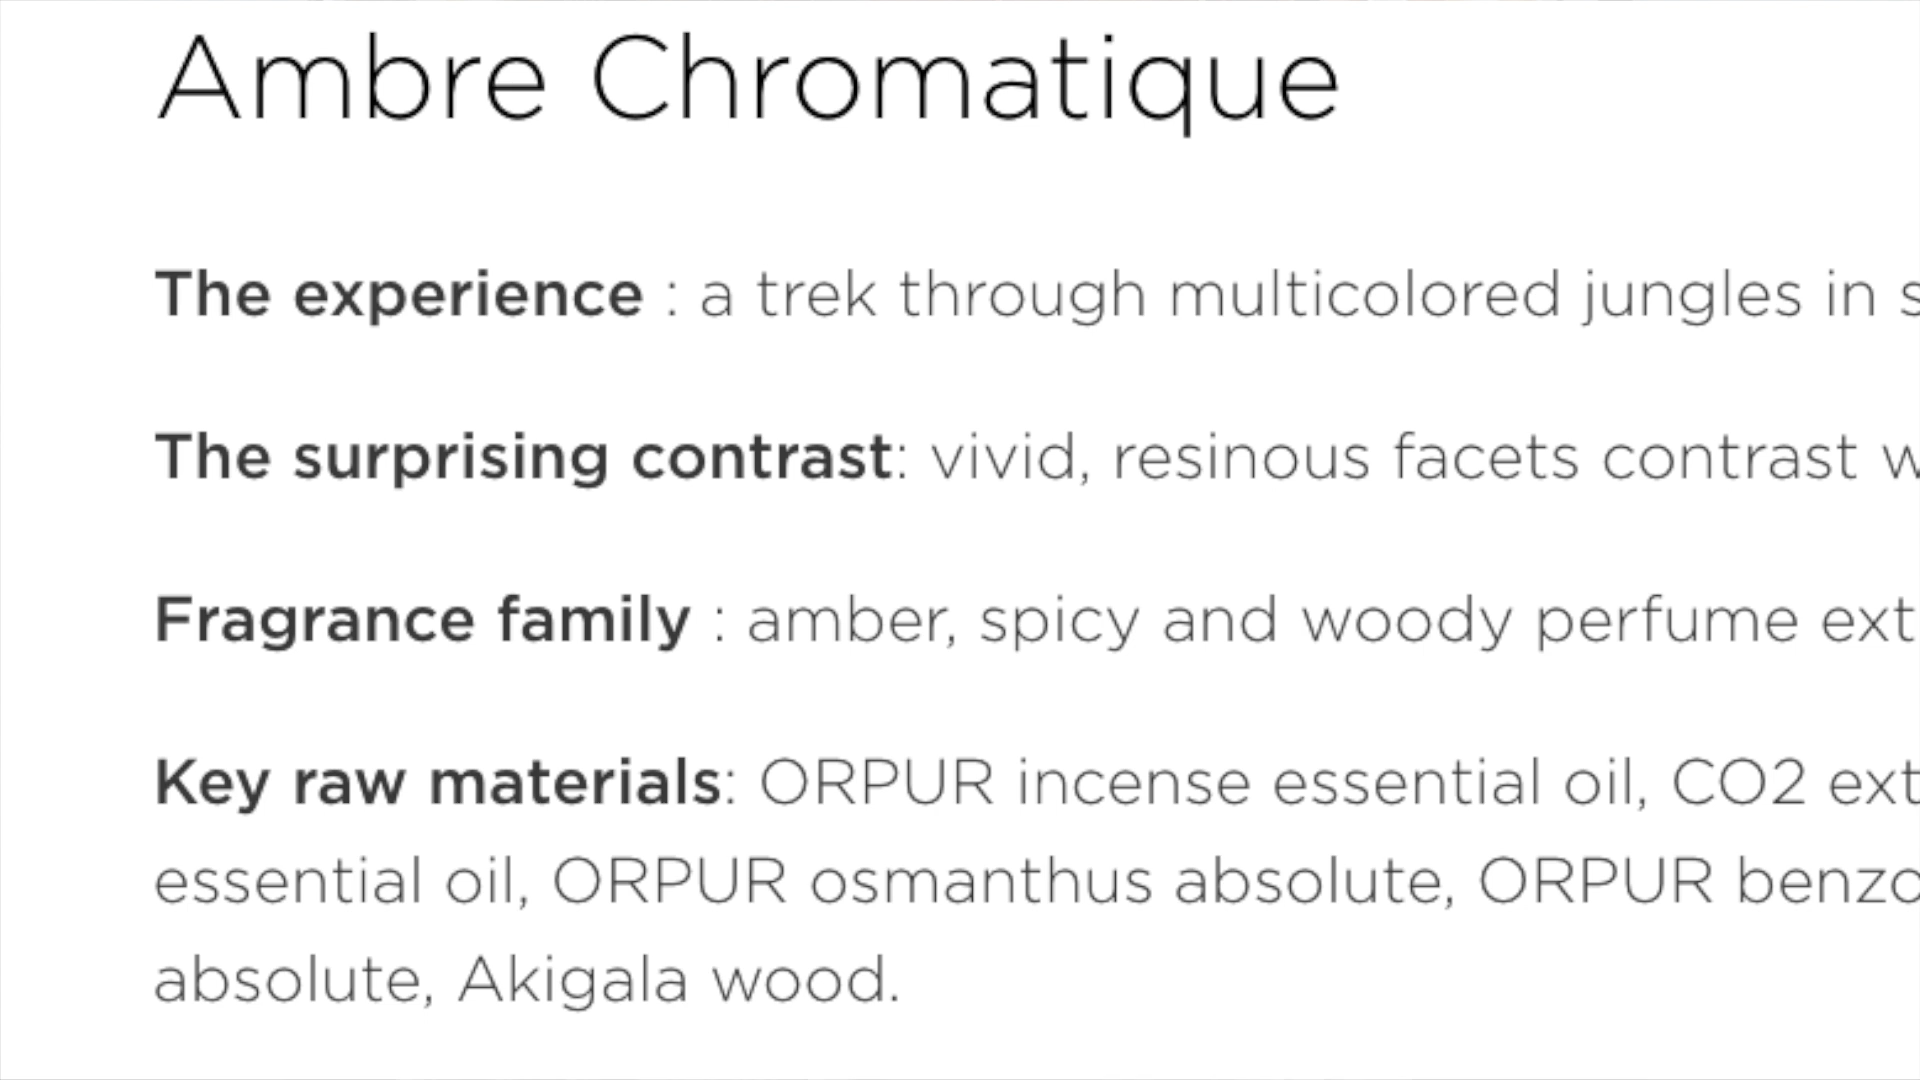 Ambre Chromatique
The experience : a trek through multicolored jungles in
The surprising contrast: vivid, resinous facets contrast
Fragrance family : amber, spicy and woody perfume
Key raw materials: ORPUR incense essential oil, CO2
essential oil, ORPUR osmanthus absolute, ORPUR
absolute, Akigala wood.